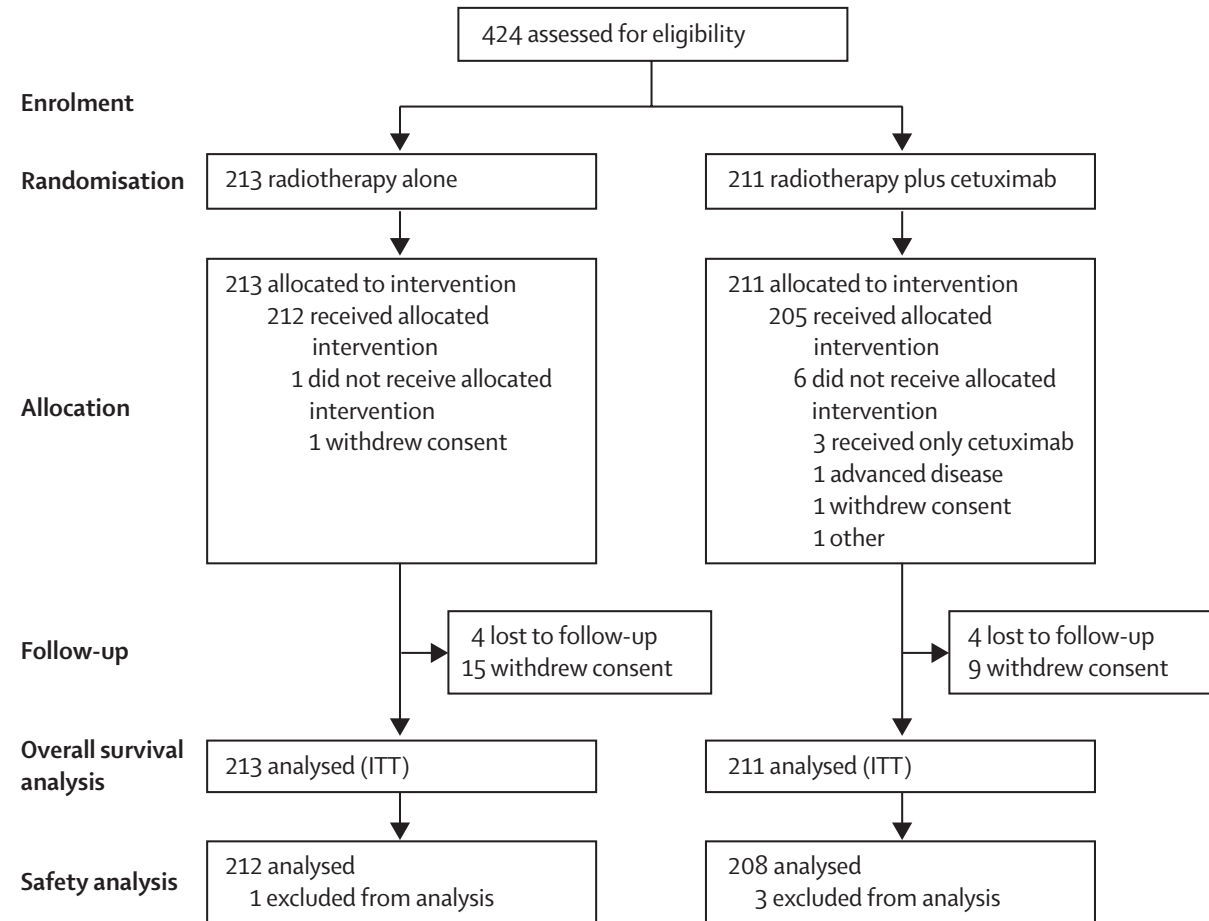 424 assessed for eligibility
Enrolment
Randomisation
213 radiotherapy alone
211 radiotherapy plus cetuximab
Allocation
213 allocated to intervention
212 received allocated
intervention
1 did not receive allocated
intervention
1 withdrew consent
211 allocated to intervention
205 received allocated
intervention
6 did not receive allocated
intervention
3 received only cetuximab
1 advanced disease
1 withdrew consent
1 other
Follow-up
4 lost to follow-up
15 withdrew consent
4 lost to follow-up
9 withdrew consent
Overall survival
analysis
213 analysed (ITT)
211 analysed (ITT)
Safety analysis
212 analysed
1 excluded from analysis
208 analysed
3 excluded from analysis